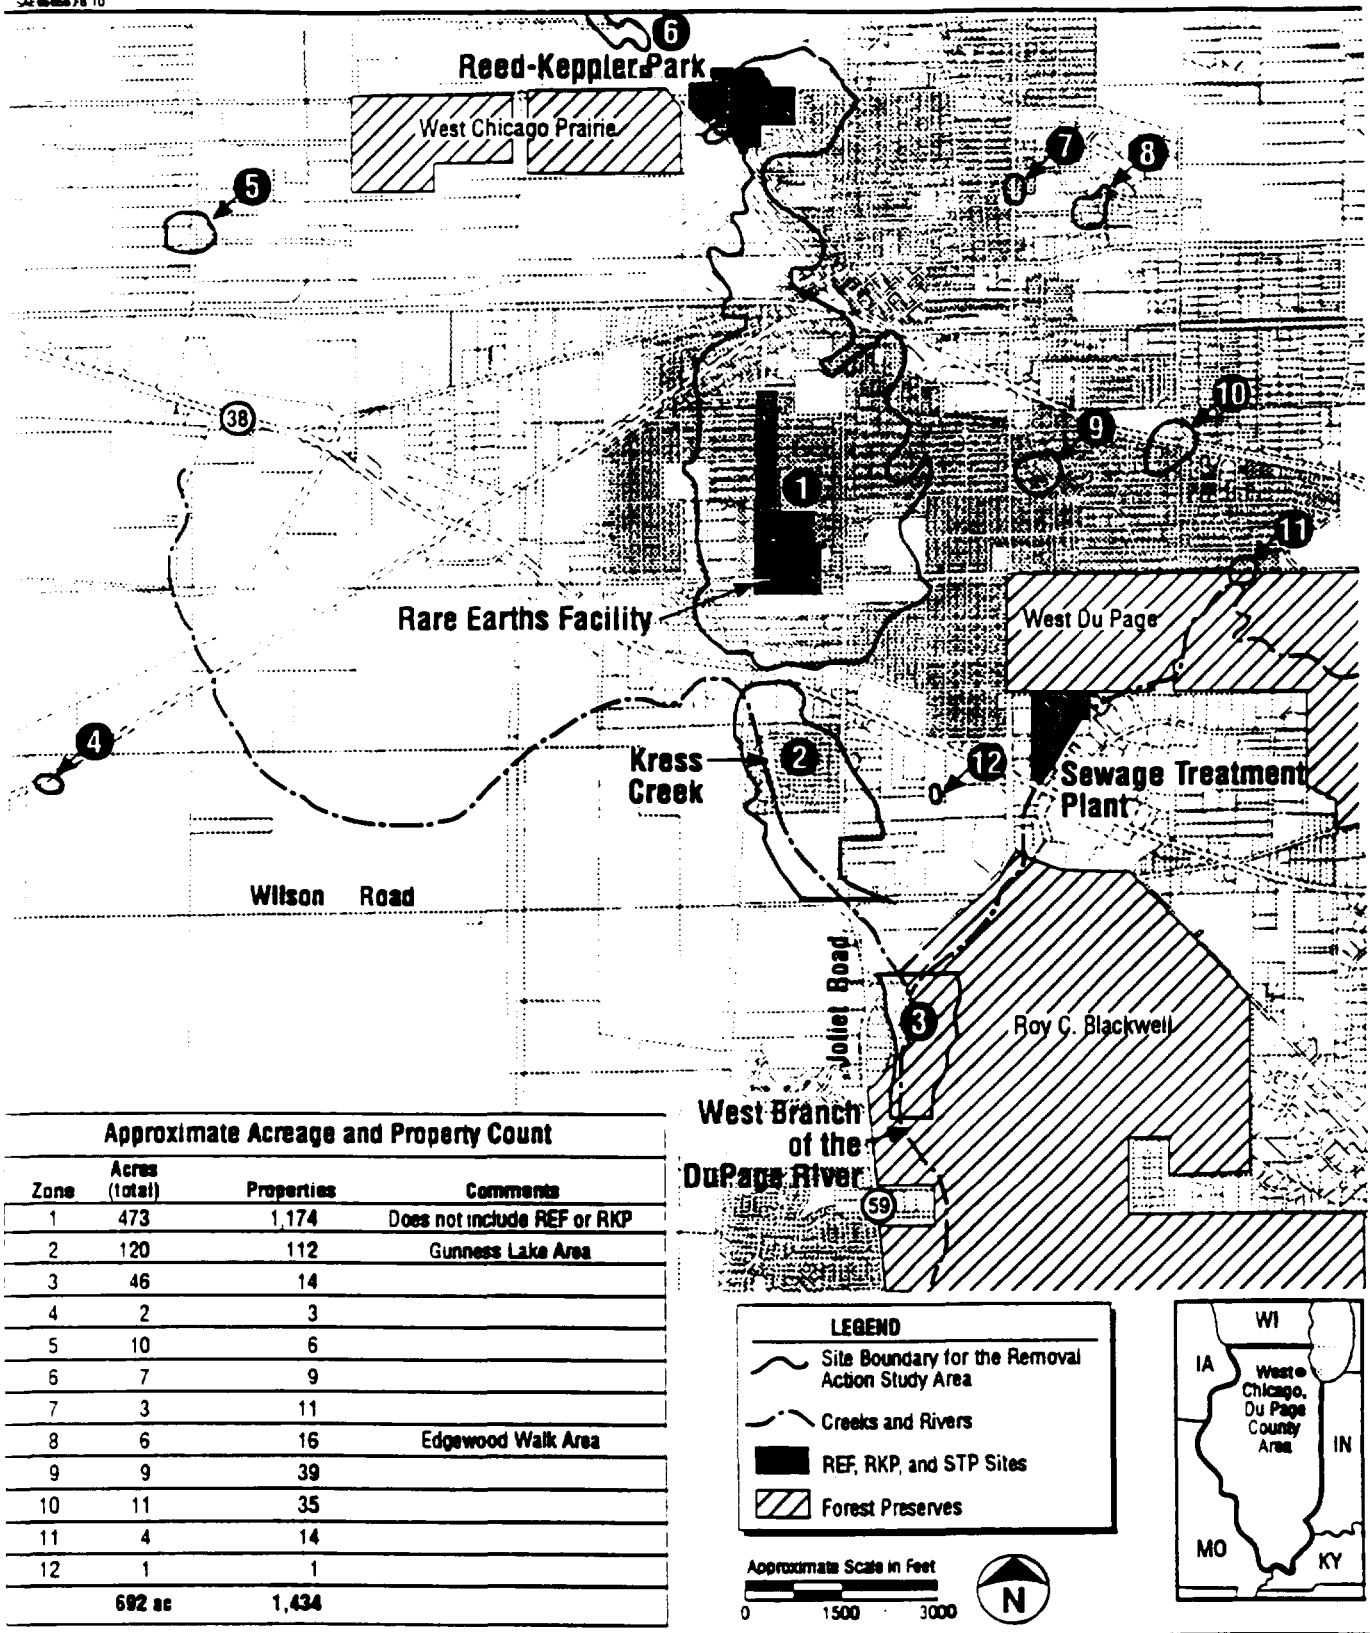 6
Reed-Keppler Park
West Chicago Prairie
7
8
5
38
10
9
1
11
Rare Earths Facility
West Du Page
4
Kress
Creek
2
12
Sewage Treatment
Plant
Wilson Road
Joliet Road
3
Roy C. Blackwell
West Branch
of the
DuPage River
59
Approximate Acreage and Property Count
Zone Acres (total) Properties Comments
1 473 1,174 Does not include REF or RKP
2 120 112 Gunness Lake Area
3 46 14
4 2 3
5 10 6
6 7 9
7 3 11
8 6 16 Edgewood Walk Area
9 9 39
10 11 35
11 4 14
12 1 1
692 ac 1,434
LEGEND
Site Boundary for the Removal
Action Study Area
Creeks and Rivers
REF, RKP, and STP Sites
Forest Preserves
Approximate Scale in Feet
0 1500 3000
N
WI
IA
West
Chicago,
Du Page
County
Area
IN
MO
KY